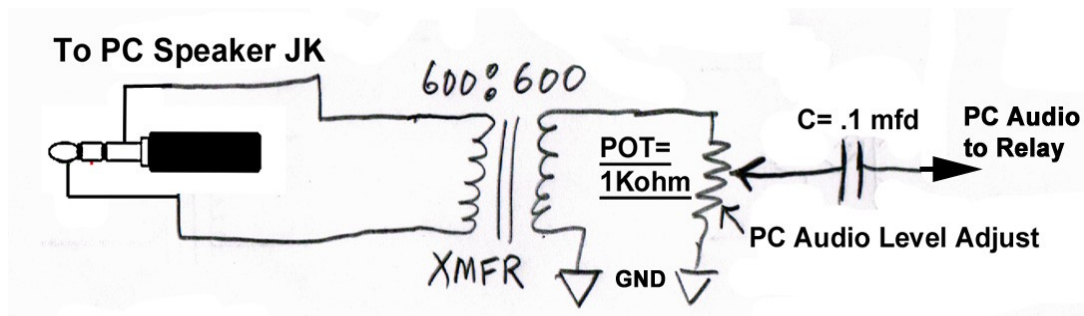 To PC Speaker JK
600:600
C= .1 mfd
PC Audio
to Relay
POT=
1Kohm
PC Audio Level Adjust
XMFR
GND